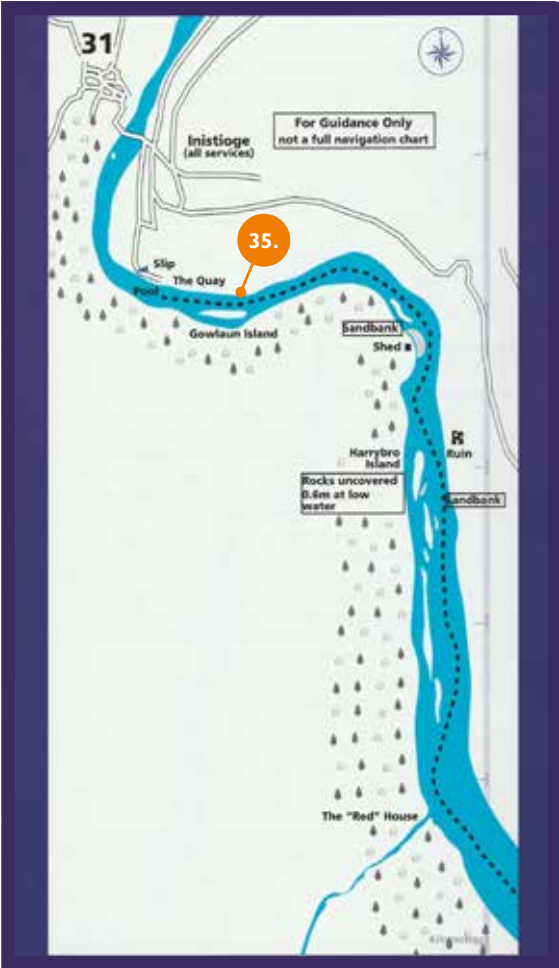 31
For Guidance Only
not a full navigation chart
Inistioge
(all services)
35.
Slip
The Quay
Pool
Gowlaun Island
Sandbank
Shed
Ruin
Harrybro
Island
Rocks uncovered
0.6m at low
water
Sandbank
The "Red" House